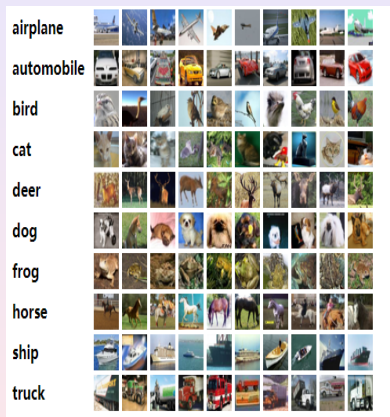 airplane
automobile
bird
cat
deer
dog
frog
horse
ship
truck